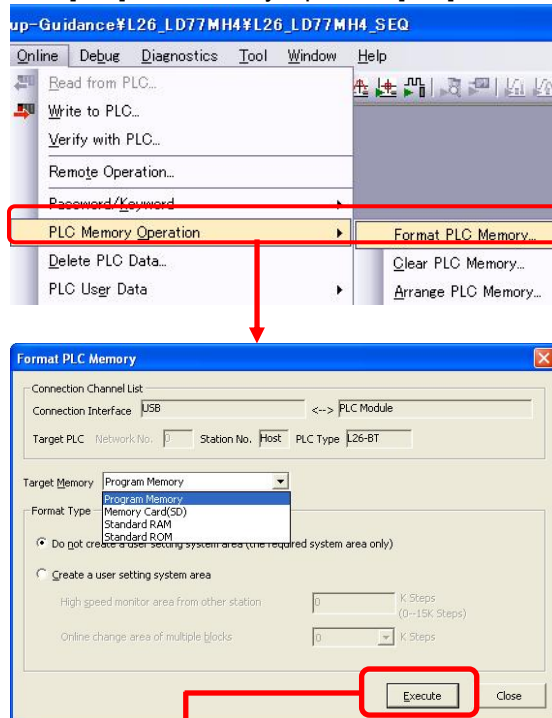 up-Guidance¥L26_LD77MH4¥L26_LD77MH4_SEQ
Online Debug Diagnostics Tool Window Help
Read from PLC...
Write to PLC...
Verify with PLC...
Remote Operation...
Password/Keyword
PLC Memory Operation
Format PLC Memory...
Delete PLC Data...
Clear PLC Memory...
PLC User Data
Arrange PLC Memory...
Format PLC Memory
Connection Channel List
Connection Interface USB <--> PLC Module
Target PLC Network No. 0 Station No. Host PLC Type L26-BT
Target Memory Program Memory
Program Memory
Format Type Memory Card(SD)
Standard RAM
Standard ROM
Do not create a user setting system area (the required system area only)
Create a user setting system area
High speed monitor area from other station 0 K Steps
(0--15K Steps)
Online change area of multiple blocks 0 K Steps
Execute Close